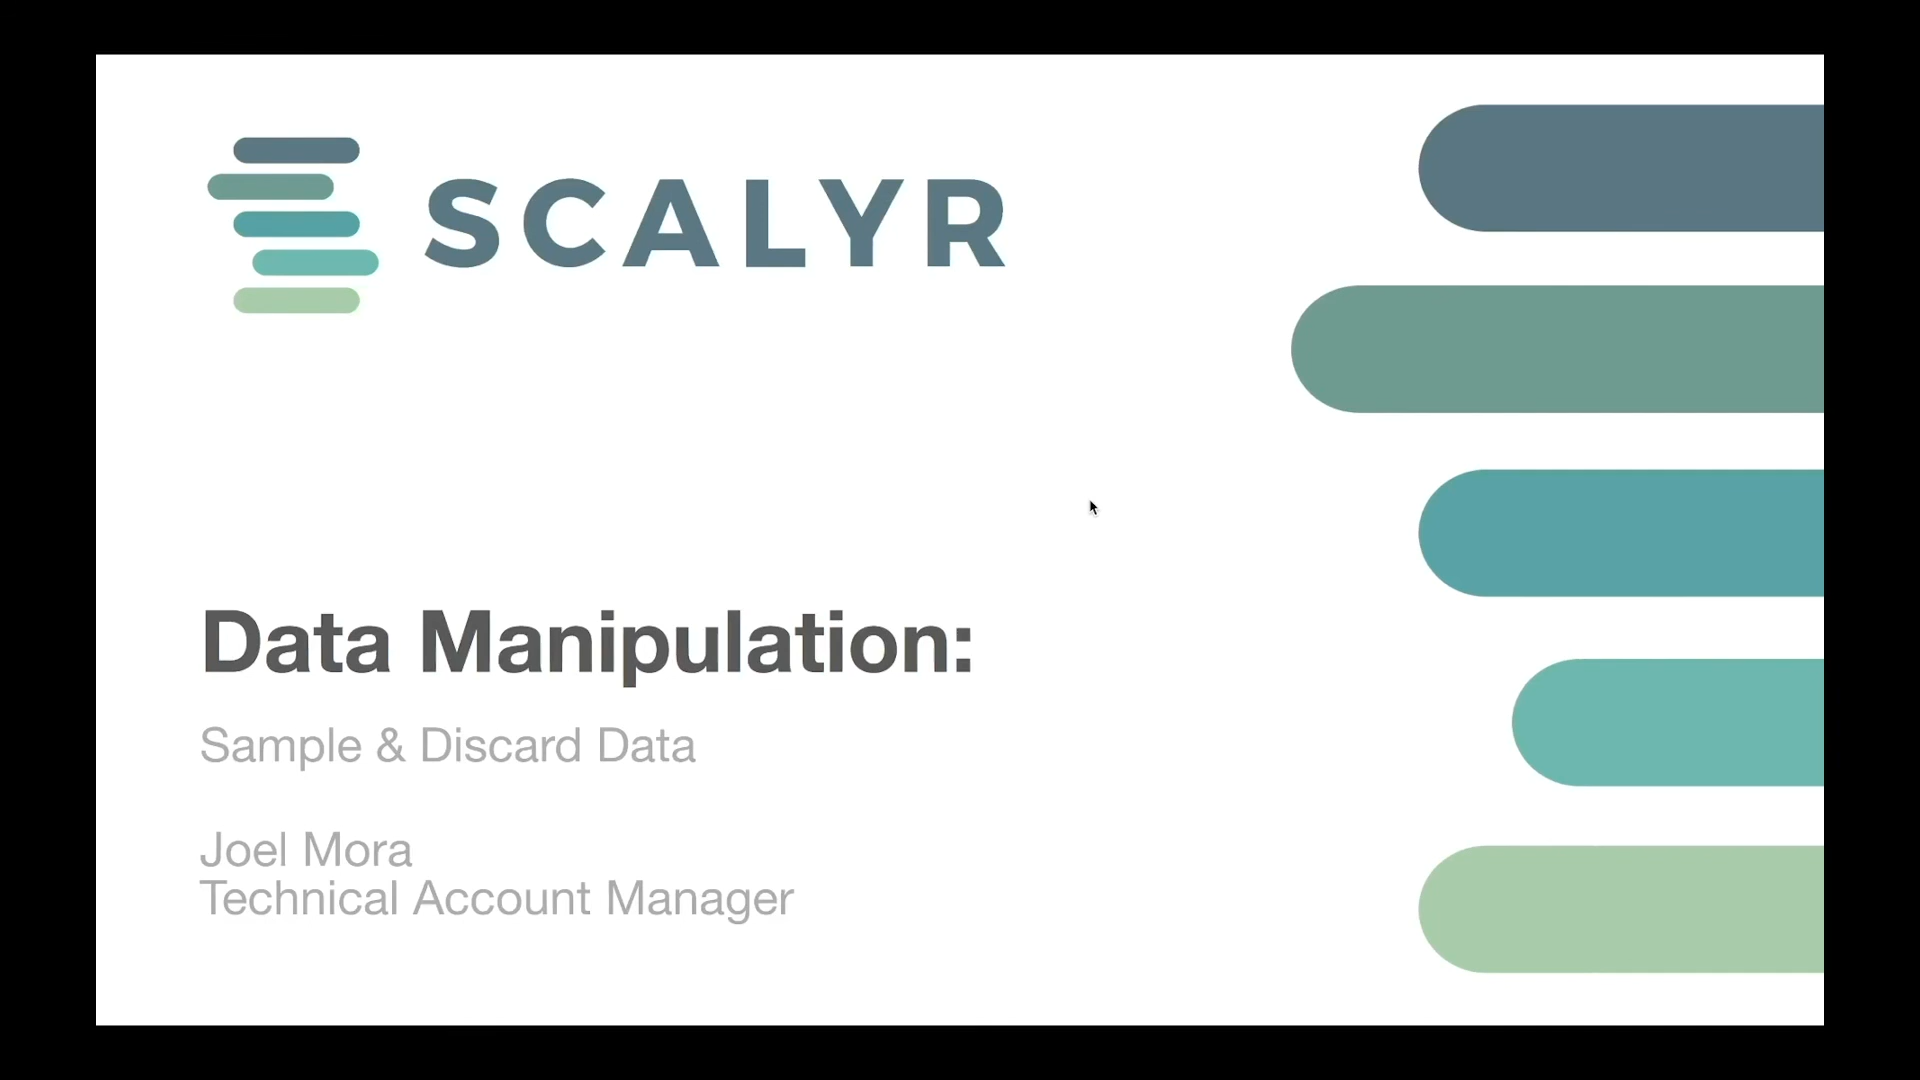 SCALYR
Data Manipulation:
Sample & Discard Data
Joel Mora
Technical Account Manager